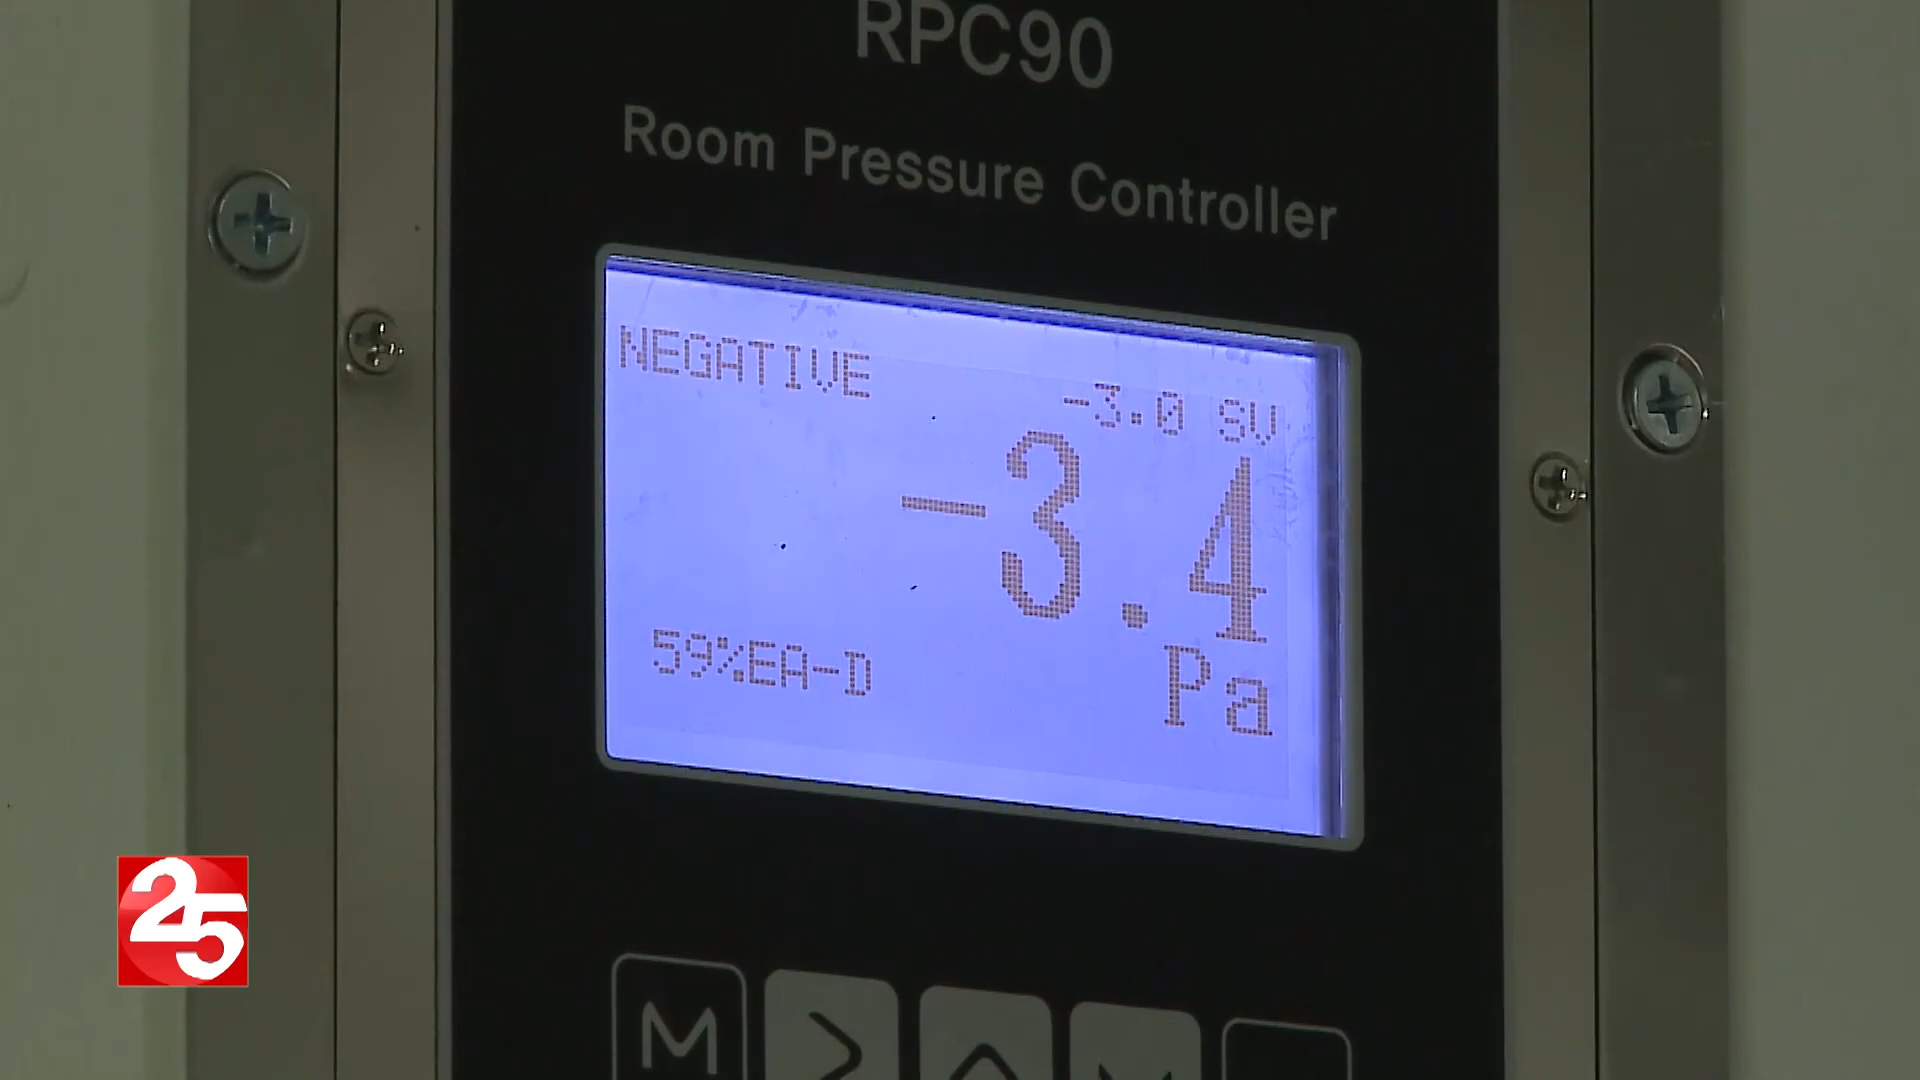 RPC90
Room Pressure Controller
NEGATIVE
-3.0 SV
-3.4
59%EA-D
Pa
M
25